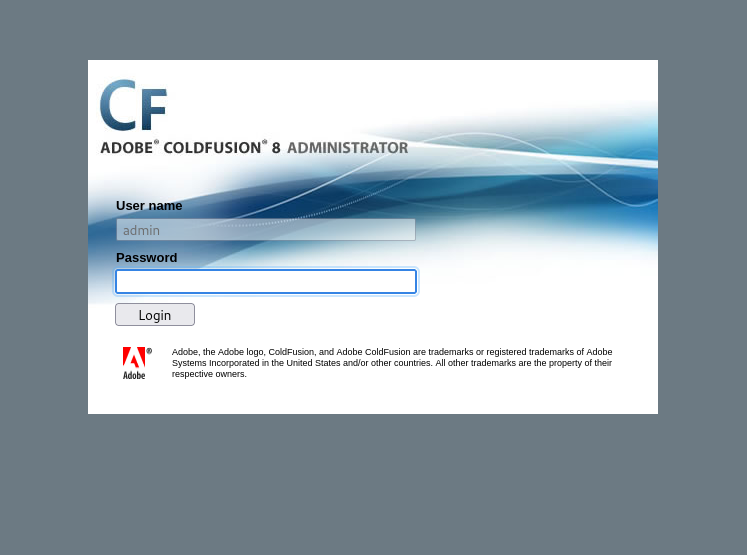 CF
ADOBE® COLDFUSION® 8 ADMINISTRATOR
User name
admin
Password
Login
Adobe, the Adobe logo, ColdFusion, and Adobe ColdFusion are trademarks or registered trademarks of Adobe
Systems Incorporated in the United States and/or other countries. All other trademarks are the property of their
respective owners.
®
Adobe